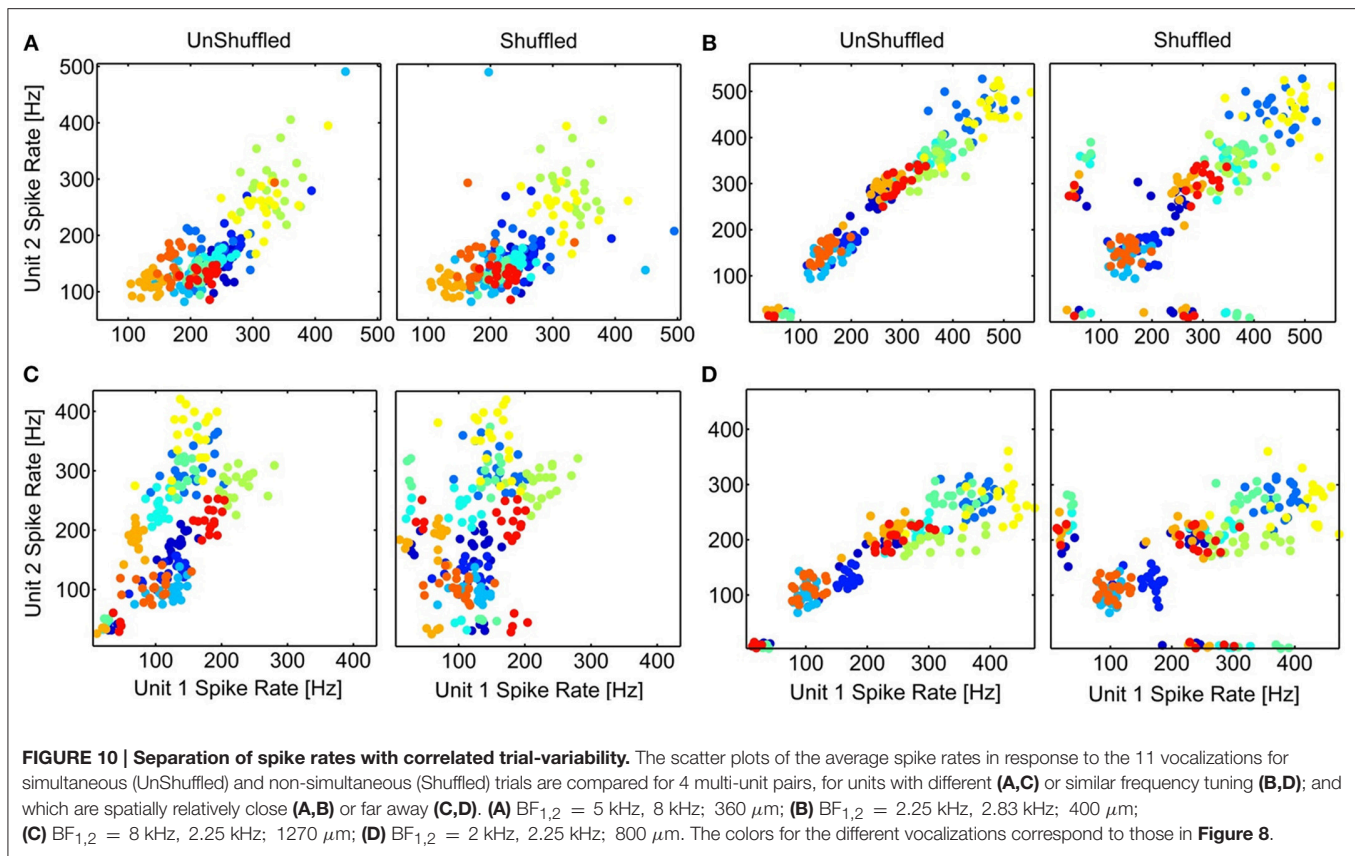 A
UnShuffled
Shuffled
B
UnShuffled
Shuffled
Unit 2 Spike Rate [Hz]
500
400
300
200
100
100 200 300 400 500
100 200 300 400 500
500
400
300
200
100
100 200 300 400 500
100 200 300 400 500
C
D
Unit 2 Spike Rate [Hz]
400
300
200
100
100 200 300 400
100 200 300 400
400
300
200
100
100 200 300 400
100 200 300 400
Unit 1 Spike Rate [Hz]
Unit 1 Spike Rate [Hz]
Unit 1 Spike Rate [Hz]
Unit 1 Spike Rate [Hz]
FIGURE 10 | Separation of spike rates with correlated trial-variability. The scatter plots of the average spike rates in response to the 11 vocalizations for
simultaneous (UnShuffled) and non-simultaneous (Shuffled) trials are compared for 4 multi-unit pairs, for units with different (A,C) or similar frequency tuning (B,D); and
which are spatially relatively close (A,B) or far away (C,D). (A) BF1,2 = 5 kHz, 8 kHz; 360 μm; (B) BF1,2 = 2.25 kHz, 2.83 kHz; 400 μm;
(C) BF1,2 = 8 kHz, 2.25 kHz; 1270 μm; (D) BF1,2 = 2 kHz, 2.25 kHz; 800 μm. The colors for the different vocalizations correspond to those in Figure 8.